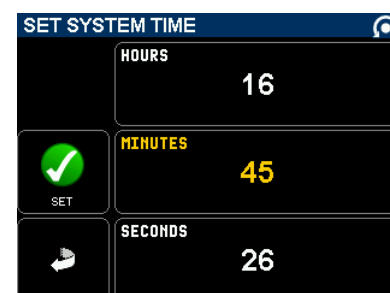 SET SYSTEM TIME
HOURS
16
MINUTES
45
SET
SECONDS
26